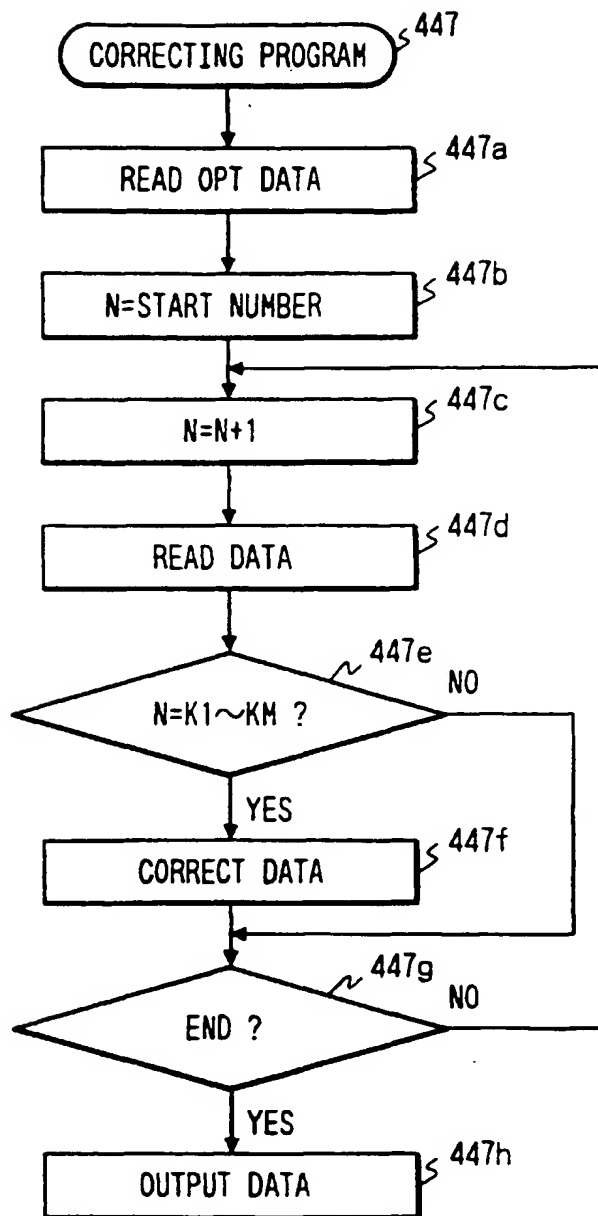 CORRECTING PROGRAM
447
READ OPT DATA
447a
N=START NUMBER
447b
N=N+1
447c
READ DATA
447d
N=K1~KM ?
447e
NO
YES
CORRECT DATA
447f
END ?
447g
NO
YES
OUTPUT DATA
447h